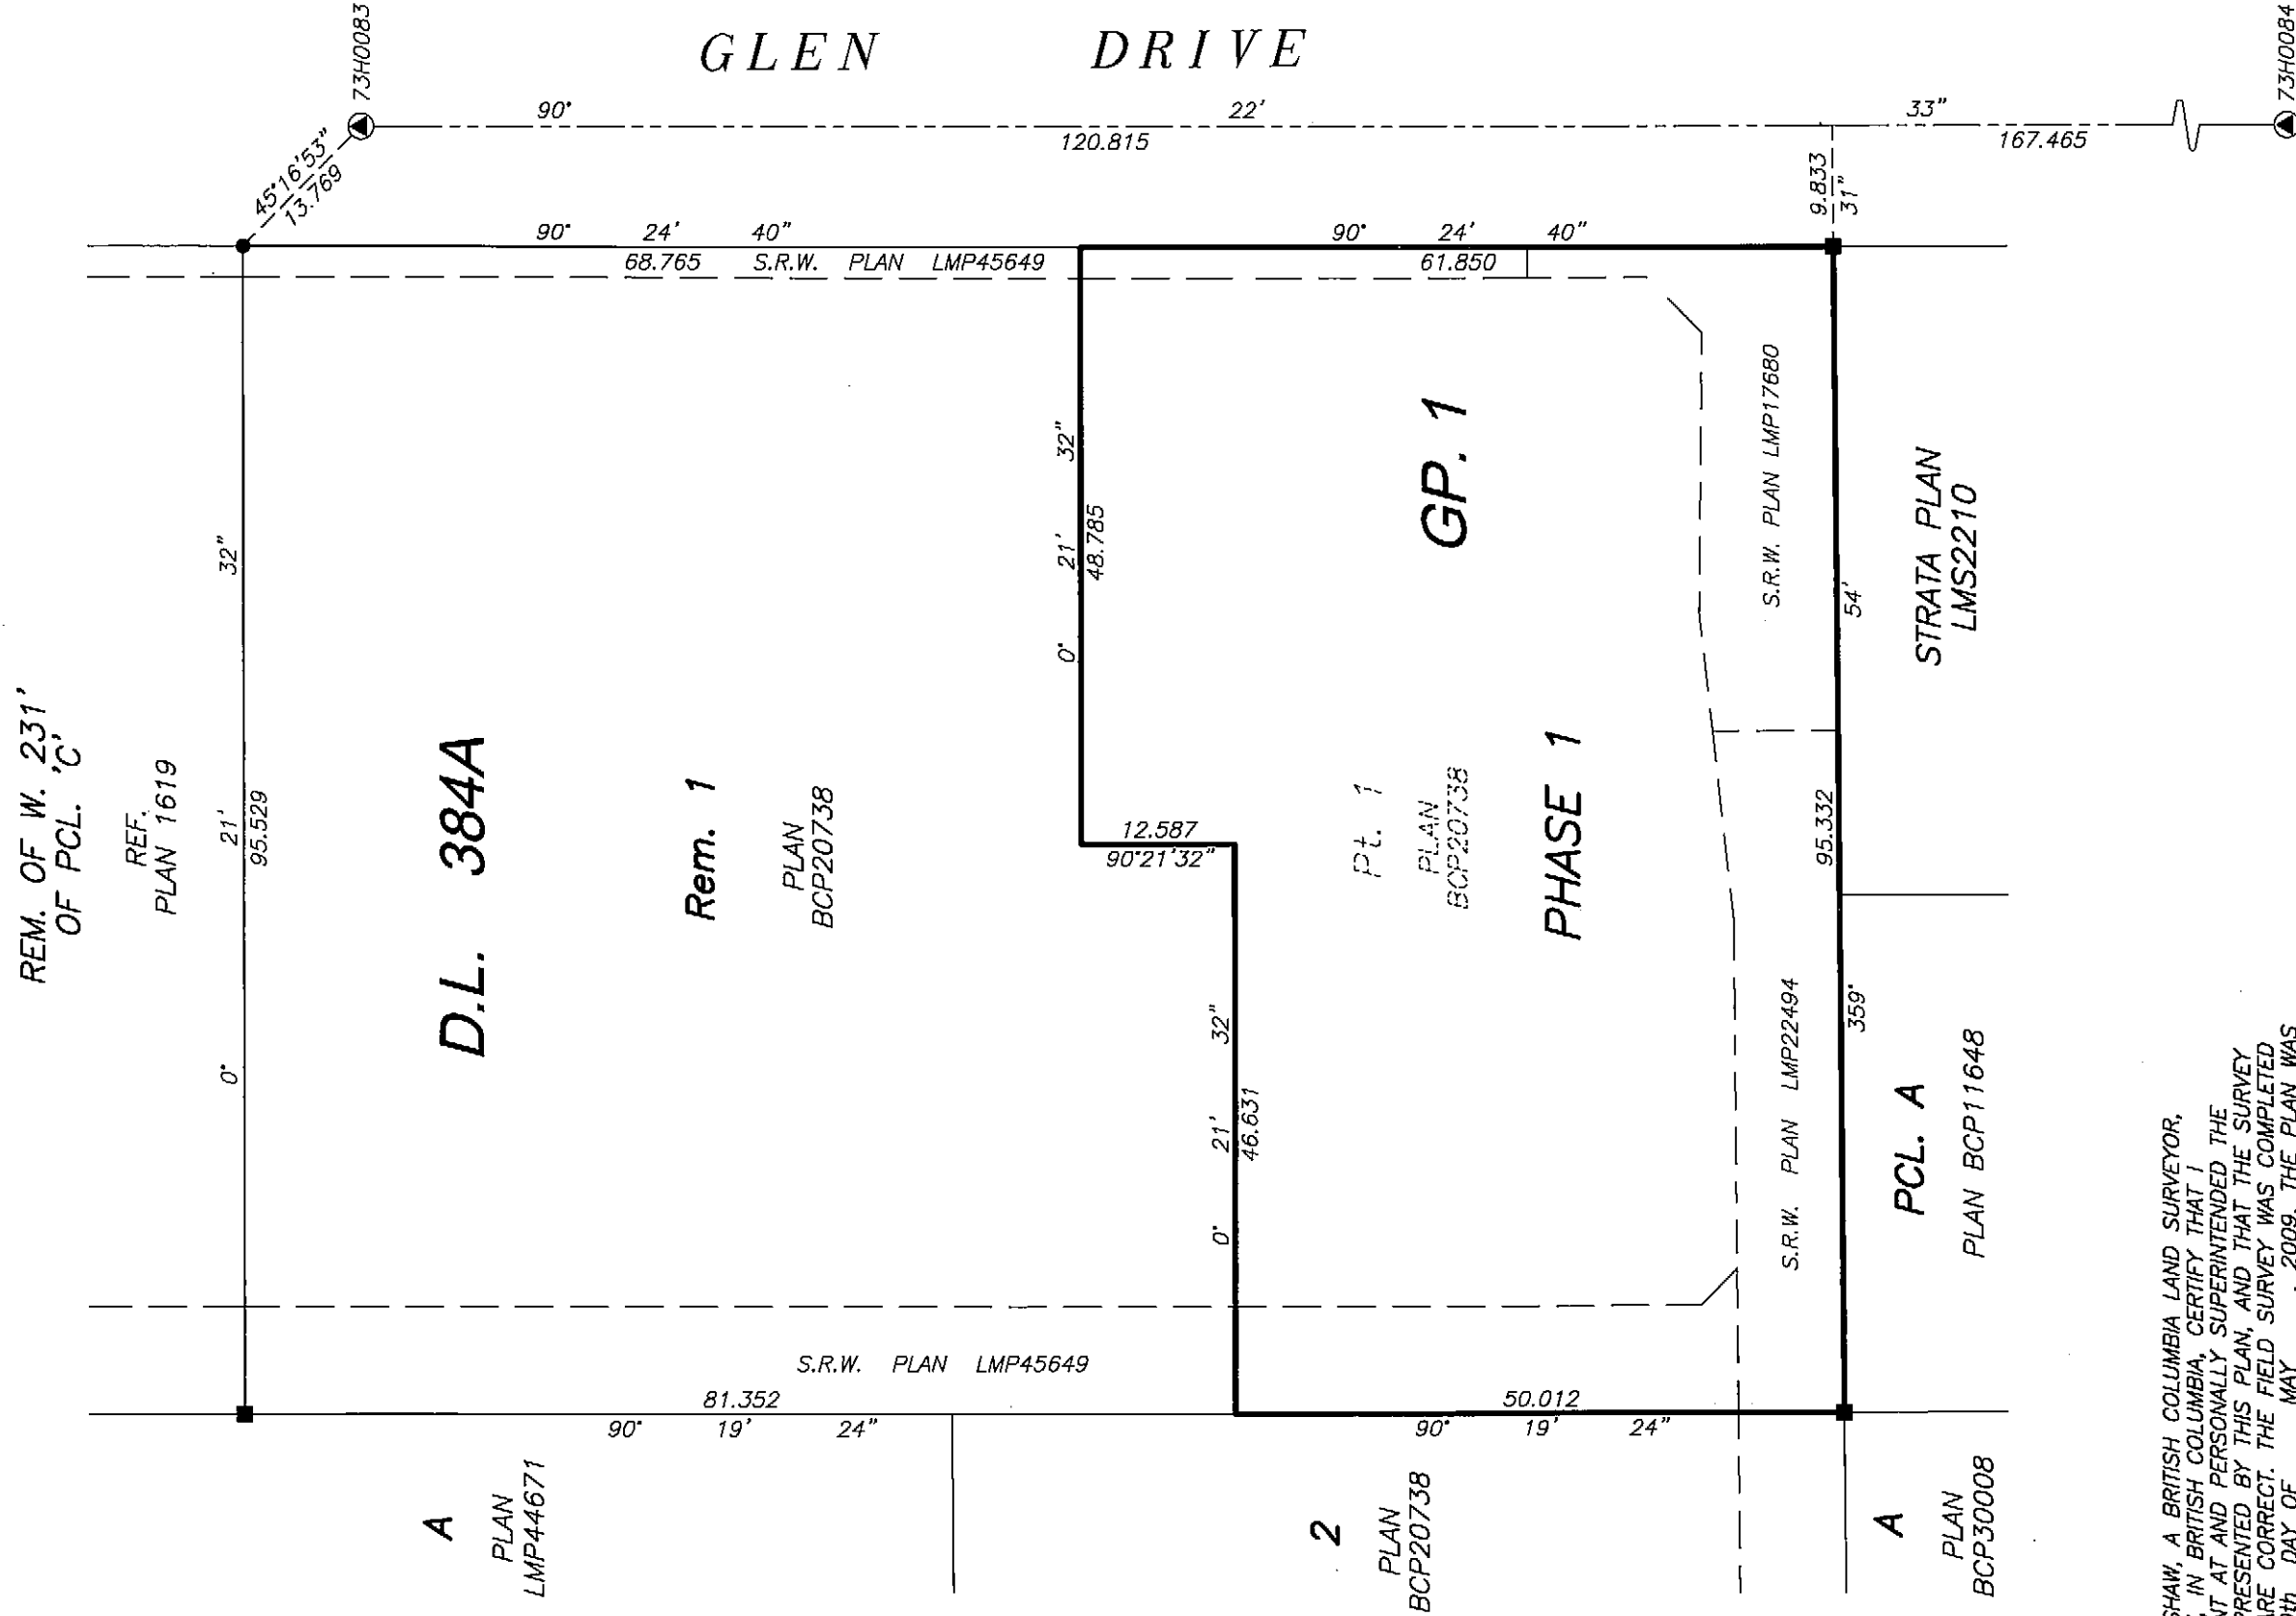 GLEN DRIVE
73H0083
90° 22' 33"
120.815
167.465
73H0084
45°16'53"
13.769
9.833
31"
90° 24' 40"
68.765 S.R.W. PLAN LMP45649
90° 24' 40"
61.850
REM. OF W. 231'
OF PCL. 'C'
REF.
PLAN 1619
0° 21' 32"
95.529
D.L. 384A
Rem. 1
PLAN
BCP20738
0° 21' 32"
48.785
12.587
90°21'32"
0° 21' 32"
46.631
GP. 1
Pt. 1
PLAN
BCP20738
PHASE 1
S.R.W. PLAN LMP17680
S.R.W. PLAN LMP22494
359° 54'
95.332
STRATA PLAN
LMS2210
PCL. A
PLAN BCP11648
S.R.W. PLAN LMP45649
81.352
90° 19' 24"
50.012
90° 19' 24"
A
PLAN
LMP44671
2
PLAN
BCP20738
A
PLAN
BCP30008
SHAW, A BRITISH COLUMBIA LAND SURVEYOR,
IN BRITISH COLUMBIA, CERTIFY THAT I
NT AT AND PERSONALLY SUPERINTENDED THE
PRESENTED BY THIS PLAN, AND THAT THE SURVEY
ARE CORRECT. THE FIELD SURVEY WAS COMPLETED
th DAY OF MAY , 2009. THE PLAN WAS